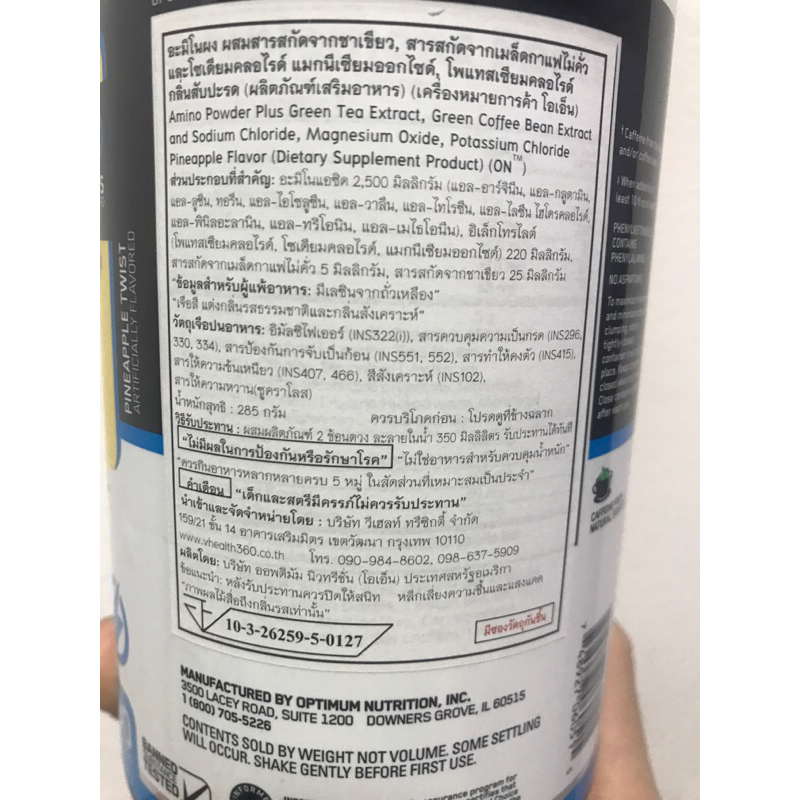 อะมิโนผง ผสมสารสกัดจากชาเขียว, สารสกัดจากเมล็ดกาแฟไม่คั่ว
และโซเดียมคลอไรด์ แมกนีเซียมออกไซด์, โพแทสเซียมคลอไรด์
กลิ่นสับปะรด (ผลิตภัณฑ์เสริมอาหาร) (เครื่องหมายการค้า โอเอ็น)
Amino Powder Plus Green Tea Extract, Green Coffee Bean Extract
and Sodium Chloride, Magnesium Oxide, Potassium Chloride
Pineapple Flavor (Dietary Supplement Product) (ON™)
ส่วนประกอบที่สำคัญ: อะมิโนแอซิด 2,500 มิลลิกรัม (แอล-อาร์จินีน, แอล-กลูตามีน,
แอล-ลูซีน, ทอรีน, แอล-ไอโซลูซีน, แอล-วาลีน, แอล-ไทโรซีน, แอล-ไลซีน ไฮโดรคลอไรด์,
แอล-ฟินิลอะลานิน, แอล-ทริโอนิน, แอล-เมไธโอนีน), อิเล็กโทรไลต์
(โพแทสเซียมคลอไรด์, โซเดียมคลอไรด์, แมกนีเซียมออกไซด์) 220 มิลลิกรัม,
สารสกัดจากเมล็ดกาแฟไม่คั่ว 5 มิลลิกรัม, สารสกัดจากชาเขียว 25 มิลลิกรัม
"ข้อมูลสำหรับผู้แพ้อาหาร: มีเลซินจากถั่วเหลือง"
"เจือสี แต่งกลิ่นรสธรรมชาติและกลิ่นสังเคราะห์"
วัตถุเจือปนอาหาร: อิมัลซิไฟเออร์ (INS322(i)), สารควบคุมความเป็นกรด (INS296,
330, 334), สารป้องกันการจับเป็นก้อน (INS551, 552), สารทำให้คงตัว (INS415),
สารให้ความข้นเหนียว (INS407, 466), สีสังเคราะห์ (INS102),
สารให้ความหวาน(ซูคราโลส)
น้ำหนักสุทธิ : 285 กรัม ควรบริโภคก่อน : โปรดดูที่ข้างฉลาก
วิธีรับประทาน : ผสมผลิตภัณฑ์ 2 ช้อนตวง ละลายในน้ำ 350 มิลลิลิตร รับประทานได้ทันที
"ไม่มีผลในการป้องกันหรือรักษาโรค" "ไม่ใช่อาหารสำหรับควบคุมน้ำหนัก"
"ควรกินอาหารหลากหลายครบ 5 หมู่ ในสัดส่วนที่เหมาะสมเป็นประจำ"
คำเตือน "เด็กและสตรีมีครรภ์ไม่ควรรับประทาน"
นำเข้าและจัดจำหน่ายโดย : บริษัท วีเฮลท์ ทรีซิกตี้ จำกัด
159/21 ชั้น 14 อาคารเสริมมิตร เขตวัฒนา กรุงเทพ 10110
www.vhealth360.co.th โทร. 090-984-8602, 098-637-5909
ผลิตโดย: บริษัท ออพติมัม นิวทรีชั่น (โอเอ็น) ประเทศสหรัฐอเมริกา
ข้อแนะนำ: หลังรับประทานควรปิดให้สนิท หลีกเลี่ยงความชื้นและแสงแดด
"ภาพผลไม้สื่อถึงกลิ่นรสเท่านั้น"
10-3-26259-5-0127
มีซองวัตถุกันชื้น
MANUFACTURED BY OPTIMUM NUTRITION, INC.
3500 LACEY ROAD, SUITE 1200 DOWNERS GROVE, IL 60515
1 (800) 705-5226
CONTENTS SOLD BY WEIGHT NOT VOLUME. SOME SETTLING
WILL OCCUR. SHAKE GENTLY BEFORE FIRST USE.
BANNED
TESTED
PINEAPPLE TWIST
ARTIFICIALLY FLAVORED
NO ASPARTAME